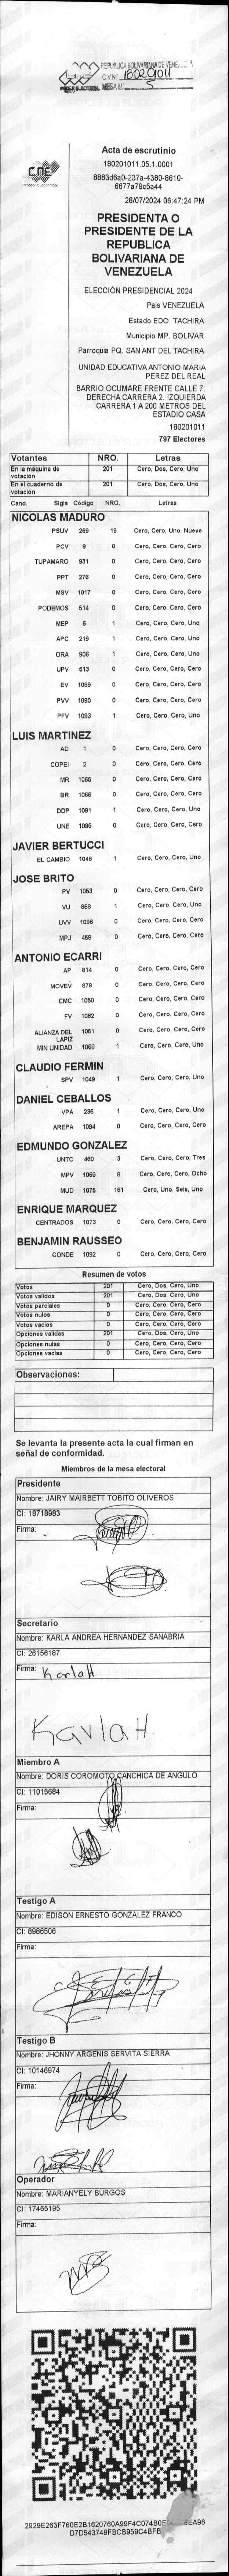 REPUBLICA BOLIVARIANA DE VENE
C.V Nº 180201011
PODER ELECTORAL MESA Nº 5
CNE
PODER ELECTORAL
Acta de escrutinio
180201011.05.1.0001
8883d6a0-237a-4380-8610-
6677a79c5a44
28/07/2024 06:47:24 PM
PRESIDENTA O
PRESIDENTE DE LA
REPUBLICA
BOLIVARIANA DE
VENEZUELA
ELECCIÓN PRESIDENCIAL 2024
Pais VENEZUELA
Estado EDO. TACHIRA
Municipio MP. BOLIVAR
Parroquia PQ. SAN ANT DEL TACHIRA
UNIDAD EDUCATIVA ANTONIO MARIA
PEREZ DEL REAL
BARRIO OCUMARE FRENTE CALLE 7.
DERECHA CARRERA 2. IZQUIERDA
CARRERA 1 A 200 METROS DEL
ESTADIO CASA
180201011
797 Electores
Votantes NRO. Letras
En la máquina de votación 201 Cero, Dos, Cero, Uno
En el cuaderno de votación 201 Cero, Dos, Cero, Uno
Cand. Sigla Código NRO. Letras
NICOLAS MADURO
PSUV 269 19 Cero, Cero, Uno, Nueve
PCV 9 0 Cero, Cero, Cero, Cero
TUPAMARO 931 0 Cero, Cero, Cero, Cero
PPT 276 0 Cero, Cero, Cero, Cero
MSV 1017 0 Cero, Cero, Cero, Cero
PODEMOS 514 0 Cero, Cero, Cero, Cero
MEP 6 1 Cero, Cero, Cero, Uno
APC 219 1 Cero, Cero, Cero, Uno
ORA 906 1 Cero, Cero, Cero, Uno
UPV 613 0 Cero, Cero, Cero, Cero
EV 1089 0 Cero, Cero, Cero, Cero
PVV 1090 0 Cero, Cero, Cero, Cero
PFV 1093 1 Cero, Cero, Cero, Uno
LUIS MARTINEZ
AD 1 0 Cero, Cero, Cero, Cero
COPEI 2 0 Cero, Cero, Cero, Cero
MR 1065 0 Cero, Cero, Cero, Cero
BR 1066 0 Cero, Cero, Cero, Cero
DDP 1091 1 Cero, Cero, Cero, Uno
UNE 1095 0 Cero, Cero, Cero, Cero
JAVIER BERTUCCI
EL CAMBIO 1048 1 Cero, Cero, Cero, Uno
JOSE BRITO
PV 1053 0 Cero, Cero, Cero, Cero
VU 868 1 Cero, Cero, Cero, Uno
UVV 1096 0 Cero, Cero, Cero, Cero
MPJ 458 0 Cero, Cero, Cero, Cero
ANTONIO ECARRI
AP 814 0 Cero, Cero, Cero, Cero
MOVEV 879 0 Cero, Cero, Cero, Cero
CMC 1050 0 Cero, Cero, Cero, Cero
FV 1062 0 Cero, Cero, Cero, Cero
ALIANZA DEL LAPIZ 1061 0 Cero, Cero, Cero, Cero
MIN UNIDAD 1068 1 Cero, Cero, Cero, Uno
CLAUDIO FERMIN
SPV 1049 1 Cero, Cero, Cero, Uno
DANIEL CEBALLOS
VPA 236 1 Cero, Cero, Cero, Uno
AREPA 1094 0 Cero, Cero, Cero, Cero
EDMUNDO GONZALEZ
UNTC 460 3 Cero, Cero, Cero, Tres
MPV 1069 8 Cero, Cero, Cero, Ocho
MUD 1075 161 Cero, Uno, Seis, Uno
ENRIQUE MARQUEZ
CENTRADOS 1073 0 Cero, Cero, Cero, Cero
BENJAMIN RAUSSEO
CONDE 1092 0 Cero, Cero, Cero, Cero
Resumen de votos
Votos 201 Cero, Dos, Cero, Uno
Votos validos 201 Cero, Dos, Cero, Uno
Votos parciales 0 Cero, Cero, Cero, Cero
Votos nulos 0 Cero, Cero, Cero, Cero
Votos vacios 0 Cero, Cero, Cero, Cero
Opciones validas 201 Cero, Dos, Cero, Uno
Opciones nulas 0 Cero, Cero, Cero, Cero
Opciones vacias 0 Cero, Cero, Cero, Cero
Observaciones:
Se levanta la presente acta la cual firman en
señal de conformidad.
Miembros de la mesa electoral
Presidente
Nombre: JAIRY MAIRBETT TOBITO OLIVEROS
CI: 18718983
Firma:
Secretario
Nombre: KARLA ANDREA HERNANDEZ SANABRIA
CI: 26156187
Firma: Karla H
Karla H
Miembro A
Nombre: DORIS COROMOTO CANCHICA DE ANGULO
CI: 11015684
Firma:
Testigo A
Nombre: EDISON ERNESTO GONZALEZ FRANCO
CI: 8986506
Firma:
Testigo B
Nombre: JHONNY ARGENIS SERVITA SIERRA
CI: 10146974
Firma:
Operador
Nombre: MARIANYELY BURGOS
CI: 17465195
Firma:
2929E263F760E2B1620760A99F4C074B0E
D7D543749FBCB959C4BFB